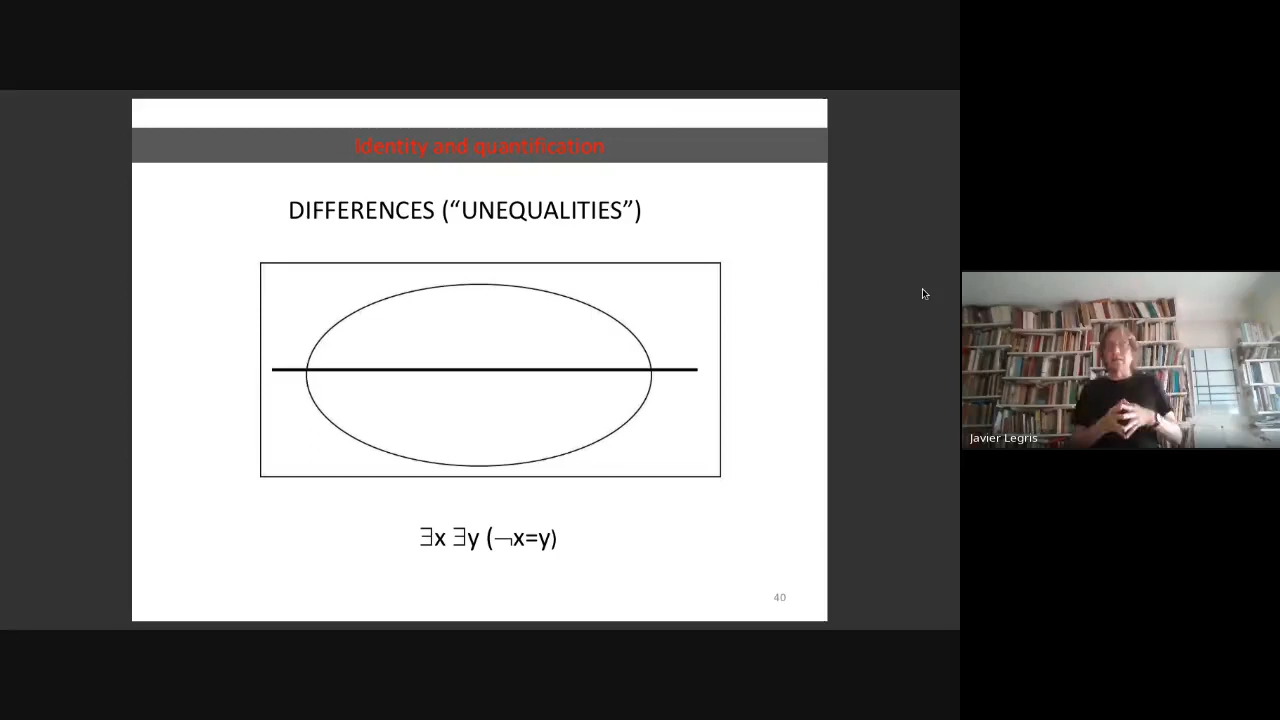 Identity and quantification
DIFFERENCES (“UNEQUALITIES”)
∃x ∃y (¬x=y)
40
Javier Legris